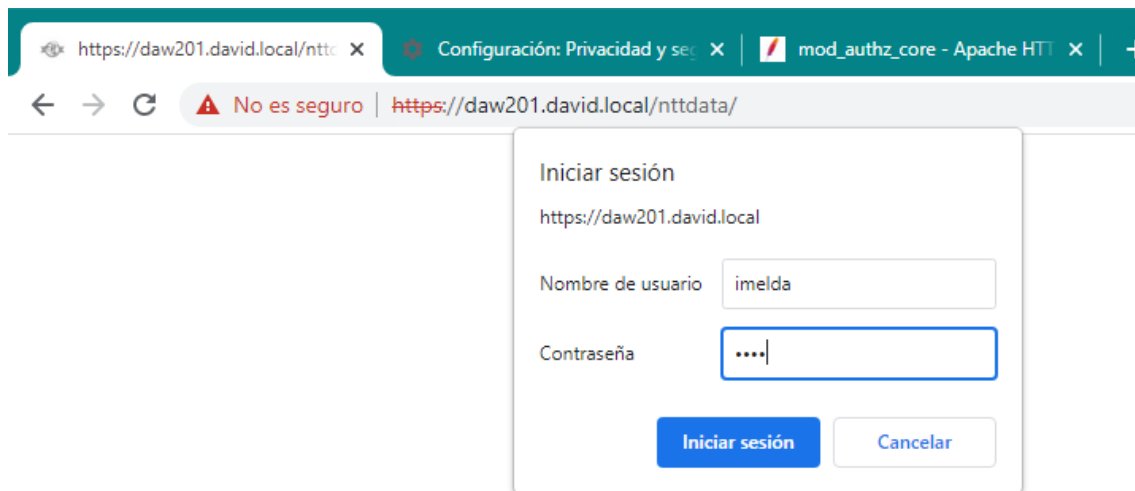 https://daw201.david.local/nttd
Configuración: Privacidad y seg
mod_authz_core - Apache HTT
No es seguro | https://daw201.david.local/nttdata/
Iniciar sesión
https://daw201.david.local
Nombre de usuario imelda
Contraseña ••••
Iniciar sesión Cancelar